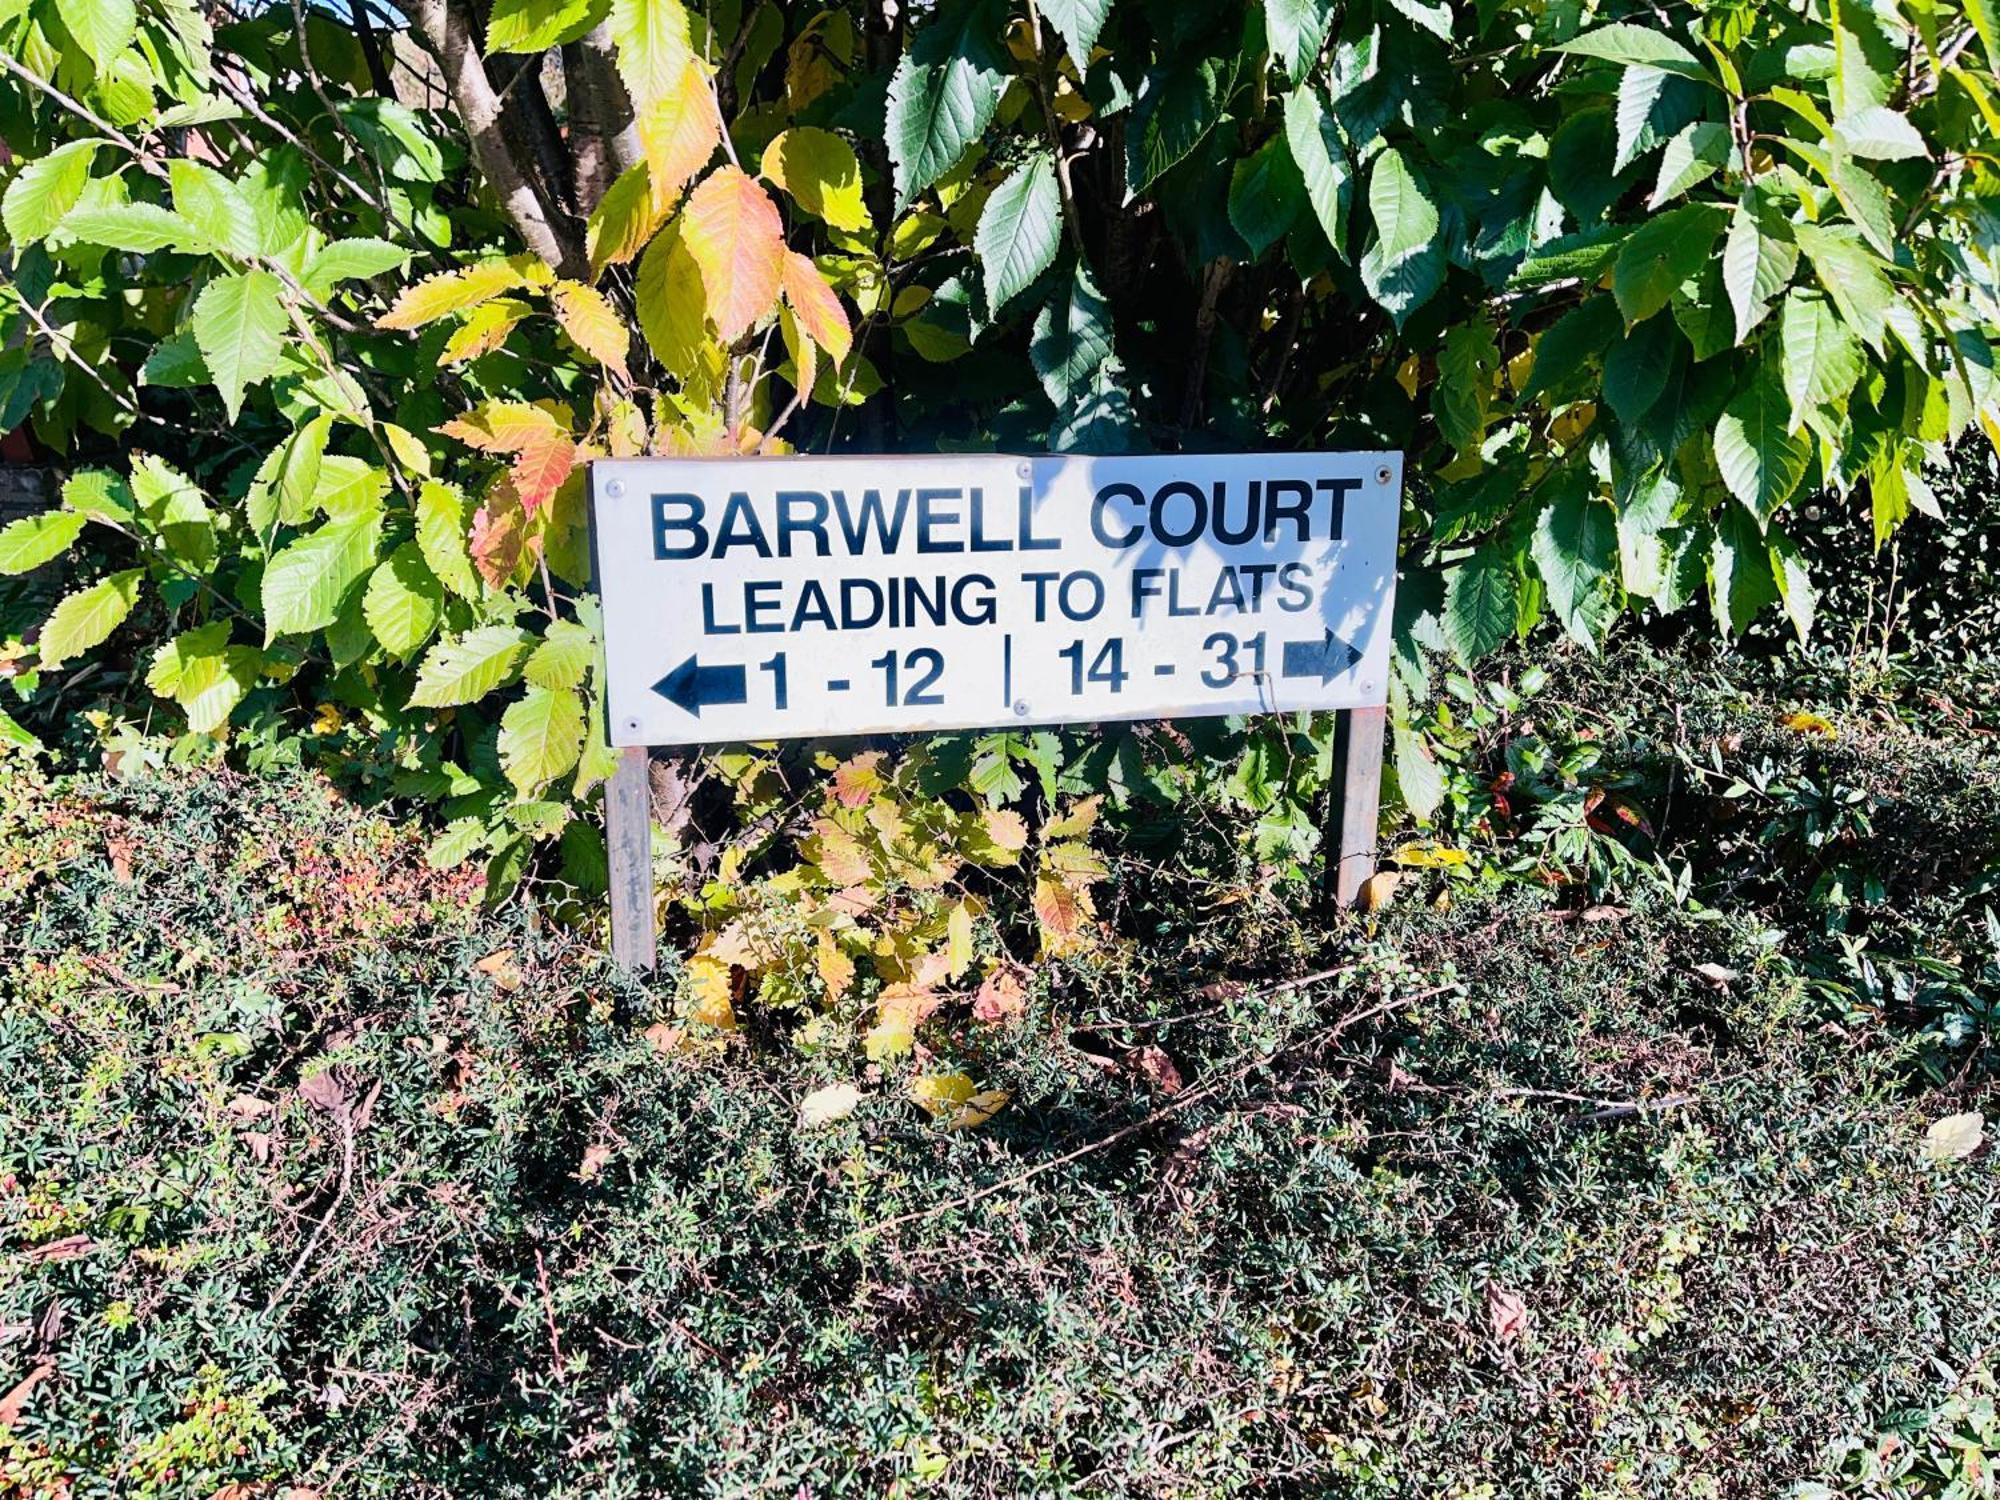 BARWELL COURT
LEADING TO FLATS
1 - 12 | 14 - 31